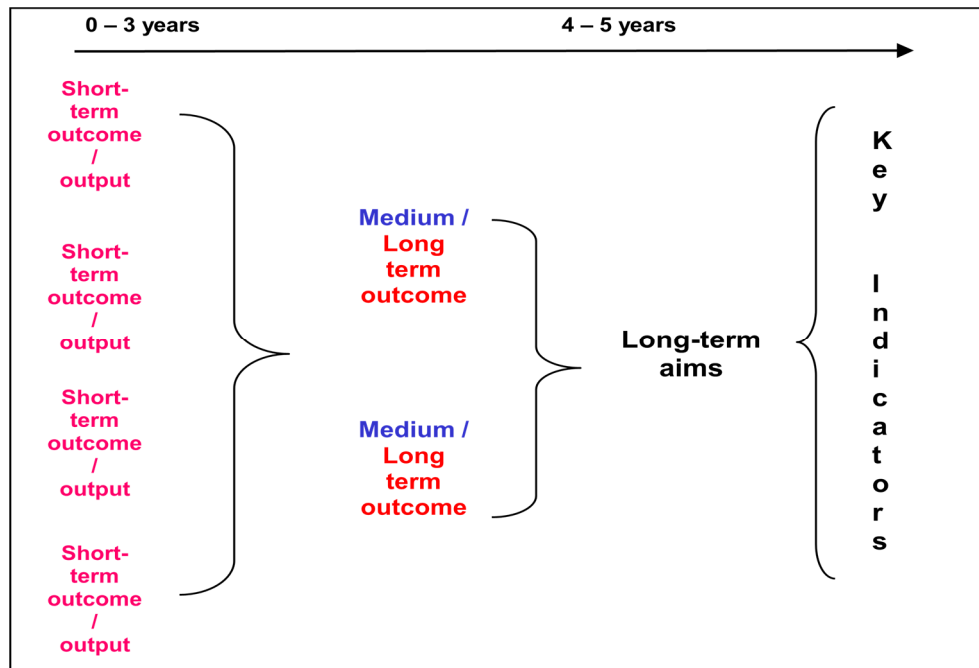 0 – 3 years
4 – 5 years
Short-
term
outcome
/
output
Short-
term
outcome
/
output
Short-
term
outcome
/
output
Short-
term
outcome
/
output
Medium /
Long
term
outcome
Medium /
Long
term
outcome
Long-term
aims
K
e
y
I
n
d
i
c
a
t
o
r
s